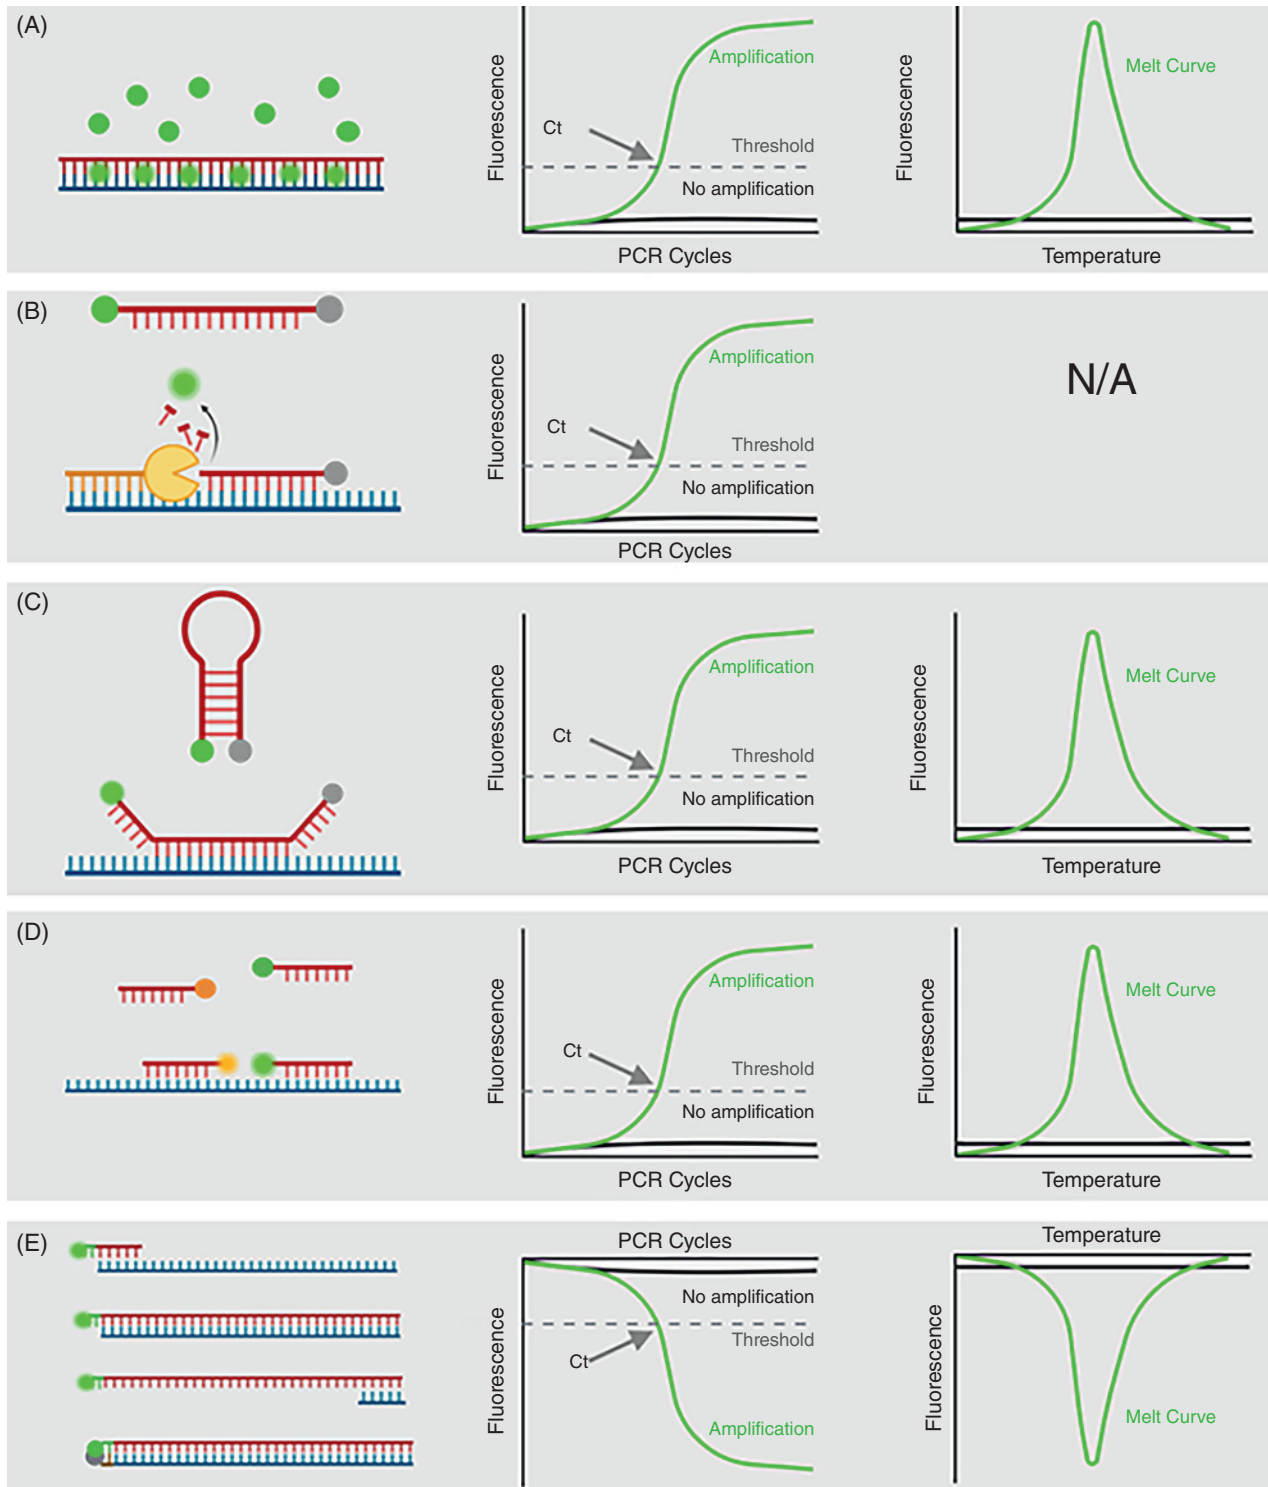 (A)
Fluorescence
Amplification
Ct
Threshold
No amplification
PCR Cycles
Fluorescence
Melt Curve
Temperature
(B)
Fluorescence
Amplification
Ct
Threshold
No amplification
PCR Cycles
N/A
(C)
Fluorescence
Amplification
Ct
Threshold
No amplification
PCR Cycles
Fluorescence
Melt Curve
Temperature
(D)
Fluorescence
Amplification
Ct
Threshold
No amplification
PCR Cycles
Fluorescence
Melt Curve
Temperature
(E)
PCR Cycles
Fluorescence
No amplification
Threshold
Ct
Amplification
Temperature
Fluorescence
Melt Curve